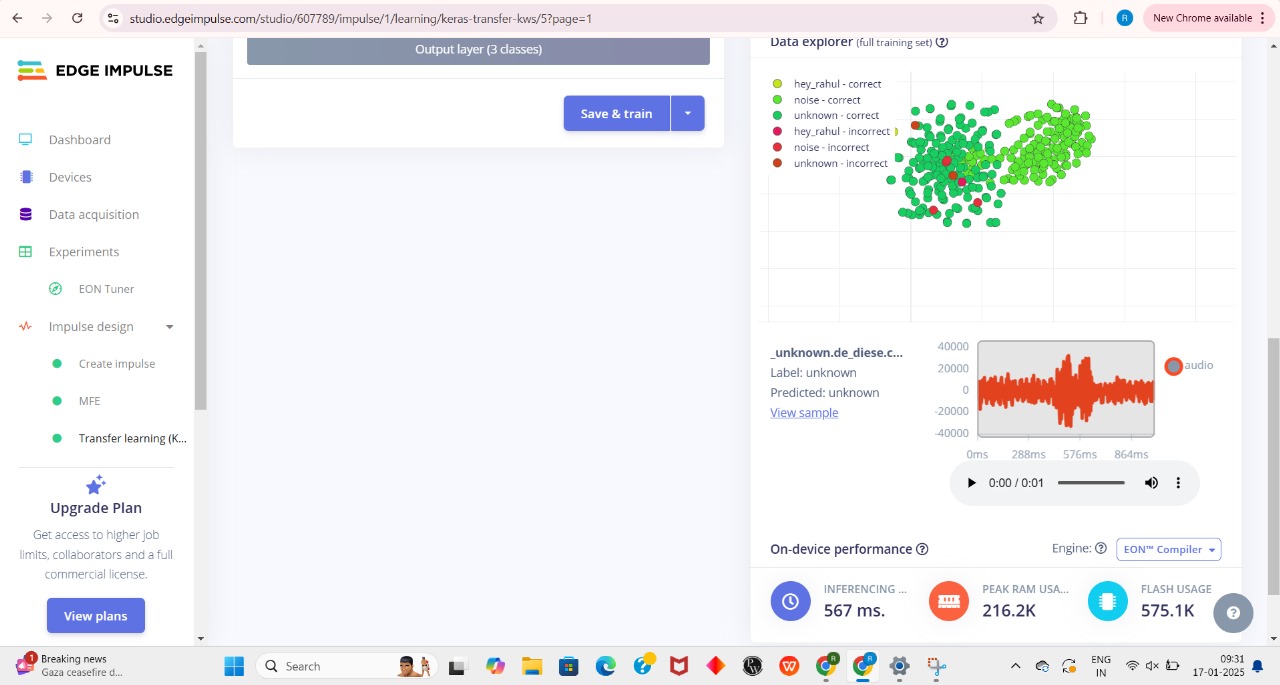 studio.edgeimpulse.com/studio/607789/impulse/1/learning/keras-transfer-kws/5?page=1
R
New Chrome available
EDGE IMPULSE
Dashboard
Devices
Data acquisition
Experiments
EON Tuner
Impulse design
Create impulse
MFE
Transfer learning (K...
Upgrade Plan
Get access to higher job
limits, collaborators and a full
commercial license.
View plans
Output layer (3 classes)
Save & train
Data explorer (full training set) ?
hey_rahul - correct
noise - correct
unknown - correct
hey_rahul - incorrect
noise - incorrect
unknown - incorrect
_unknown.de_diese.c...
Label: unknown
Predicted: unknown
View sample
40000
20000
0
-20000
-40000
0ms 288ms 576ms 864ms
audio
0:00 / 0:01
On-device performance ?
Engine: ? EON™ Compiler
INFERENCING ...
567 ms.
PEAK RAM USA...
216.2K
FLASH USAGE
575.1K
?
1
Breaking news
Gaza ceasefire d...
Search
ENG
IN
09:31
17-01-2025